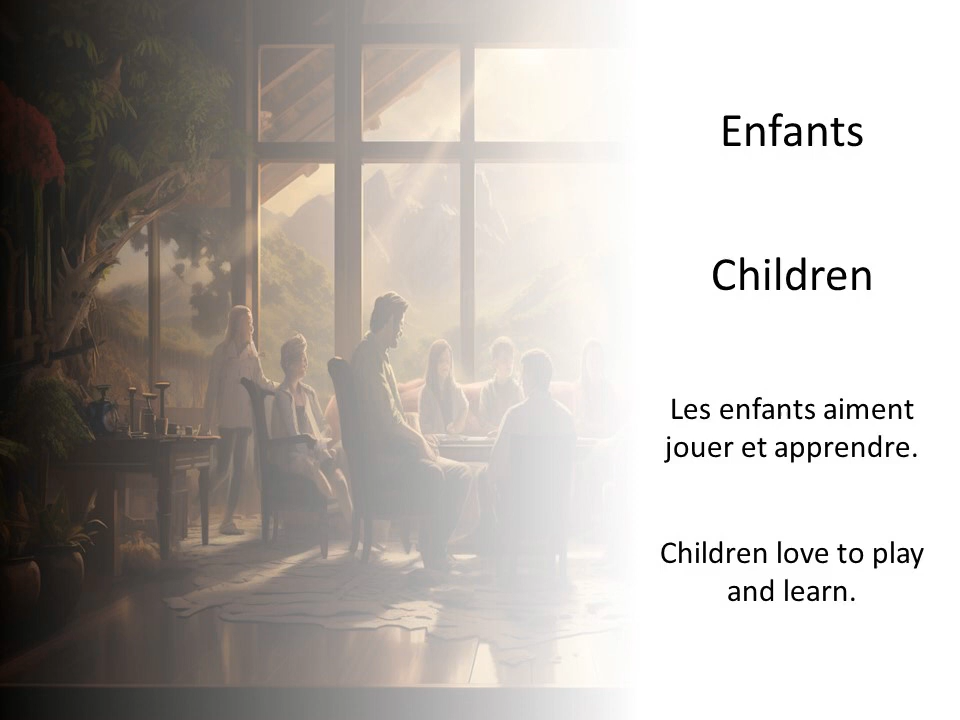 Enfants
Children
Les enfants aiment
jouer et apprendre.
Children love to play
and learn.